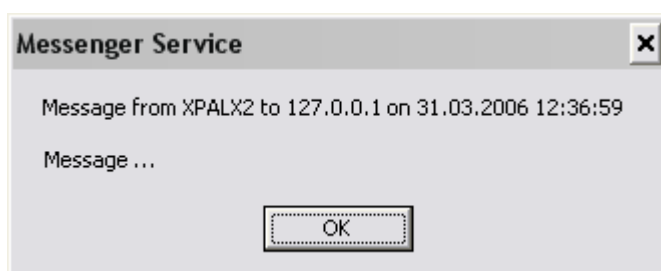 Messenger Service
Message from XPALX2 to 127.0.0.1 on 31.03.2006 12:36:59
Message ...
OK